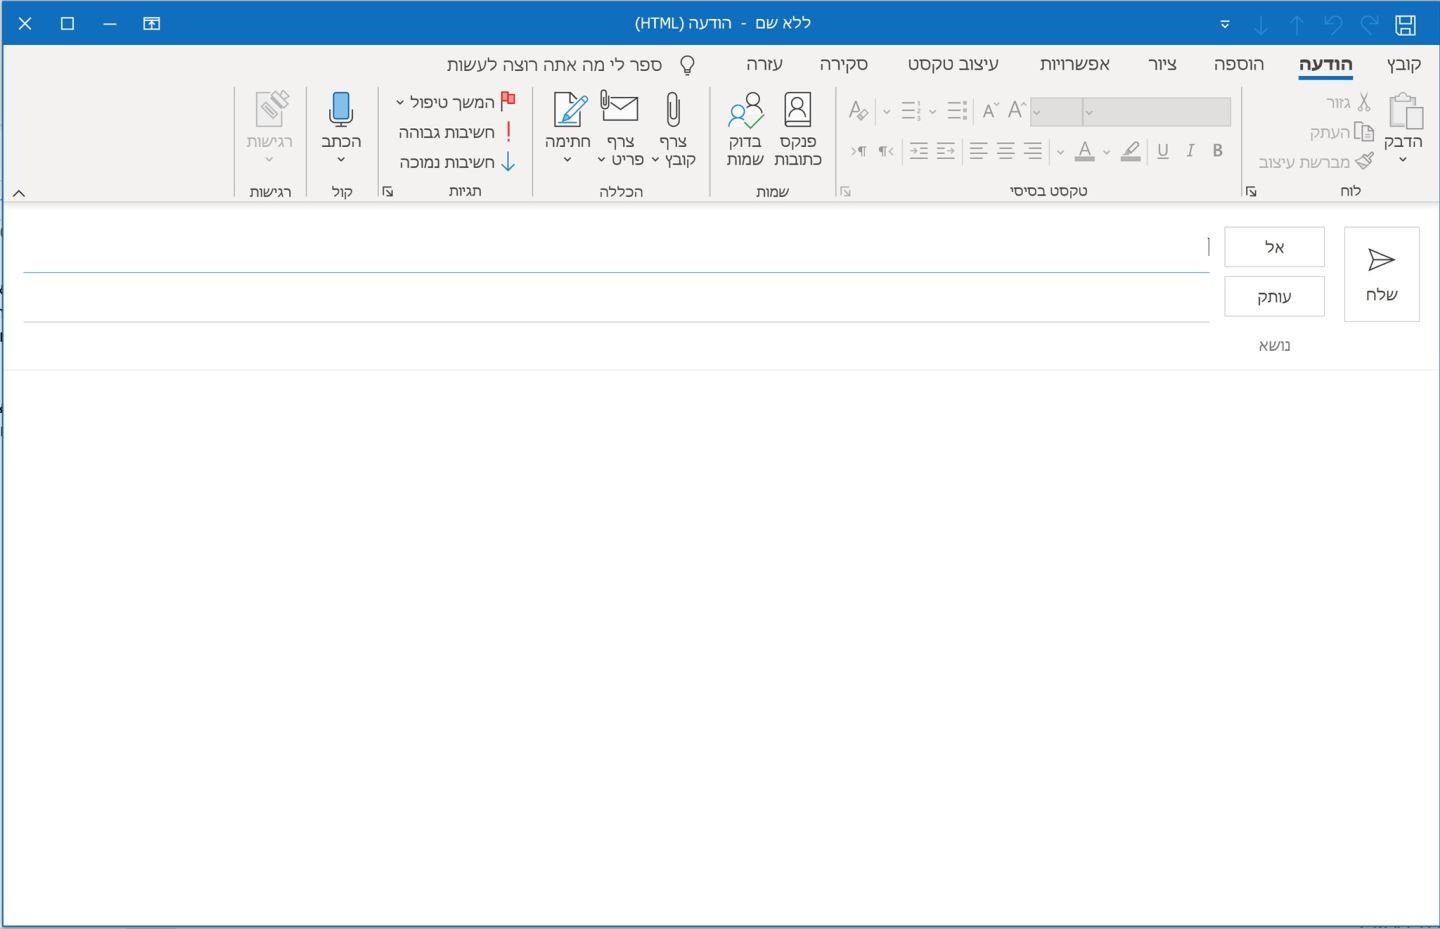 ללא שם - הודעה (HTML)
קובץ הודעה הוספה ציור אפשרויות עיצוב טקסט סקירה עזרה ספר לי מה אתה רוצה לעשות
הדבק
גזור
העתק
מברשת עיצוב
לוח
B I U A
A A
טקסט בסיסי
פנקס
כתובות
בדוק
שמות
שמות
צרף
קובץ
צרף
פריט
חתימה
הכללה
המשך טיפול
חשיבות גבוהה
חשיבות נמוכה
תגיות
הכתב
קול
רגישות
רגישות
שלח
אל
עותק
נושא